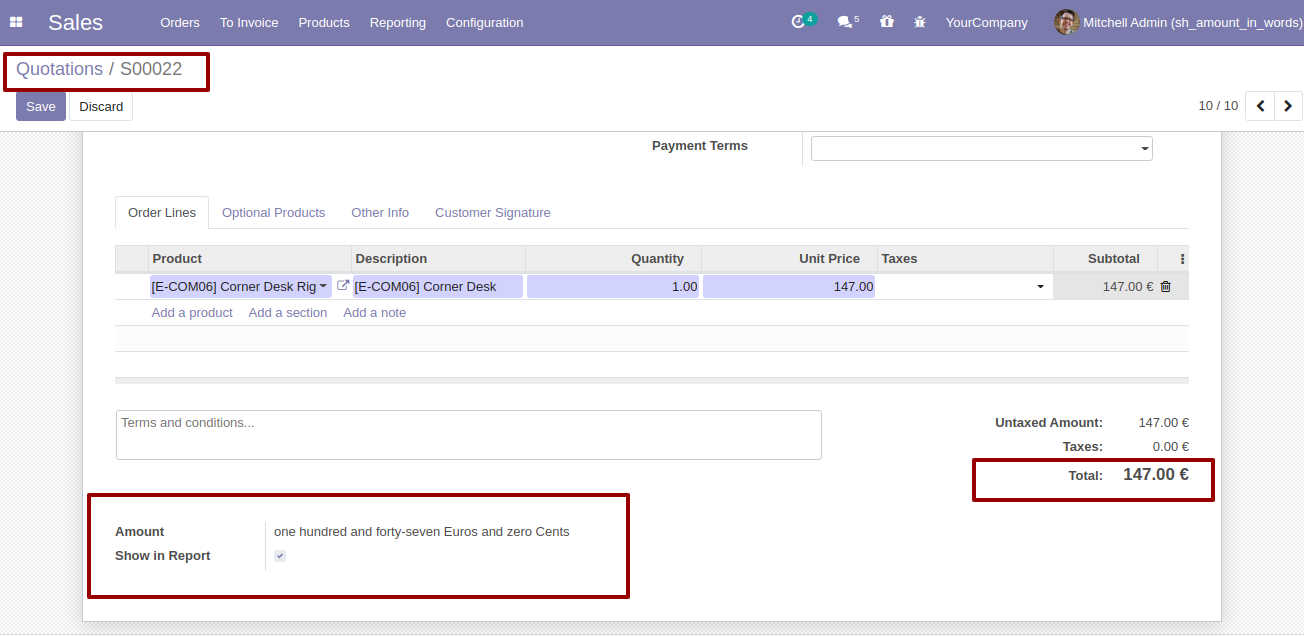 Sales Orders To Invoice Products Reporting Configuration 4 5 YourCompany Mitchell Admin (sh_amount_in_words)
Quotations / S00022
Save Discard 10 / 10
Payment Terms
Order Lines Optional Products Other Info Customer Signature
Product Description Quantity Unit Price Taxes Subtotal
[E-COM06] Corner Desk Rig [E-COM06] Corner Desk 1.00 147.00 147.00 €
Add a product Add a section Add a note
Terms and conditions...
Untaxed Amount: 147.00 €
Taxes: 0.00 €
Total: 147.00 €
Amount one hundred and forty-seven Euros and zero Cents
Show in Report